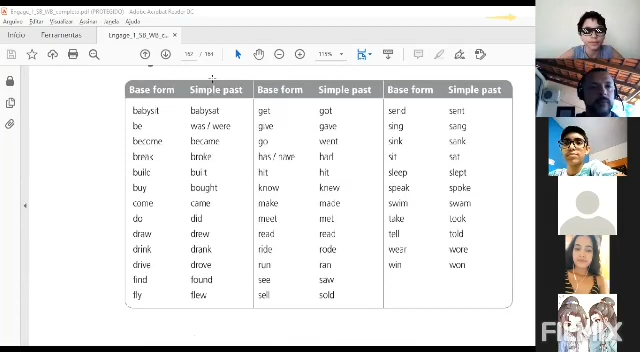 Engage_1_SB_WB_completo.pdf (PROTEGIDO) - Adobe Acrobat Reader DC
Arquivo Editar Visualizar Assinar Janela Ajuda
Início Ferramentas Engage_1_SB_WB_c... ×
162 / 164 115%
Base form Simple past Base form Simple past Base form Simple past
babysit babysat get got send sent
be was / were give gave sing sang
become became go went sink sank
break broke has / have had sit sat
build built hit hit sleep slept
buy bought know knew speak spoke
come came make made swim swam
do did meet met take took
draw drew read read tell told
drink drank ride rode wear wore
drive drove run ran win won
find found see saw
fly flew sell sold